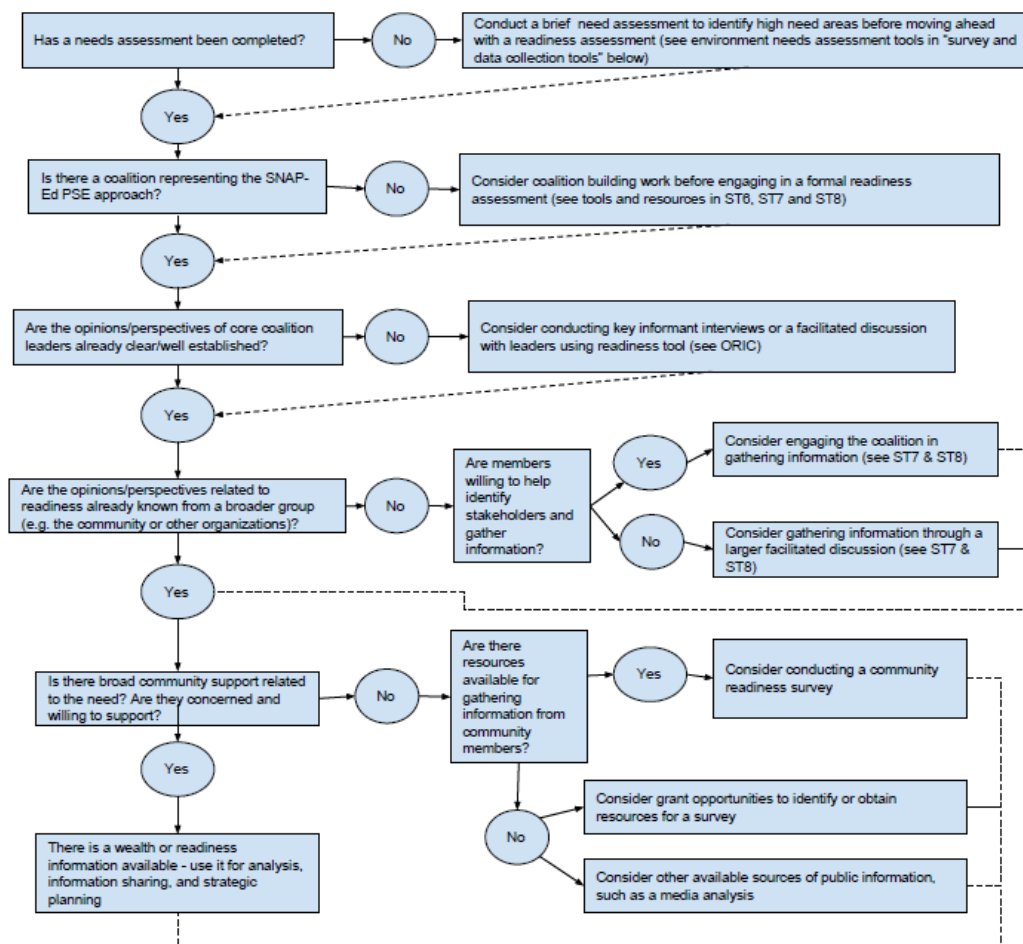 Has a needs assessment been completed?
No
Conduct a brief need assessment to identify high need areas before moving ahead
with a readiness assessment (see environment needs assessment tools in "survey and
data collection tools" below)
Yes
Is there a coalition representing the SNAP-
Ed PSE approach?
No
Consider coalition building work before engaging in a formal readiness
assessment (see tools and resources in ST6, ST7 and ST8)
Yes
Are the opinions/perspectives of core coalition
leaders already clear/well established?
No
Consider conducting key informant interviews or a facilitated discussion
with leaders using readiness tool (see ORIC)
Yes
Are the opinions/perspectives related to
readiness already known from a broader group
(e.g. the community or other organizations)?
No
Are members
willing to help
identify
stakeholders and
gather
information?
Yes
Consider engaging the coalition in
gathering information (see ST7 & ST8)
No
Consider gathering information through a
larger facilitated discussion (see ST7 &
ST8)
Yes
Is there broad community support related
to the need? Are they concerned and
willing to support?
No
Are there
resources
available for
gathering
information from
community
members?
Yes
Consider conducting a community
readiness survey
No
Consider grant opportunities to identify or obtain
resources for a survey
Consider other available sources of public information,
such as a media analysis
Yes
There is a wealth or readiness
information available - use it for analysis,
information sharing, and strategic
planning